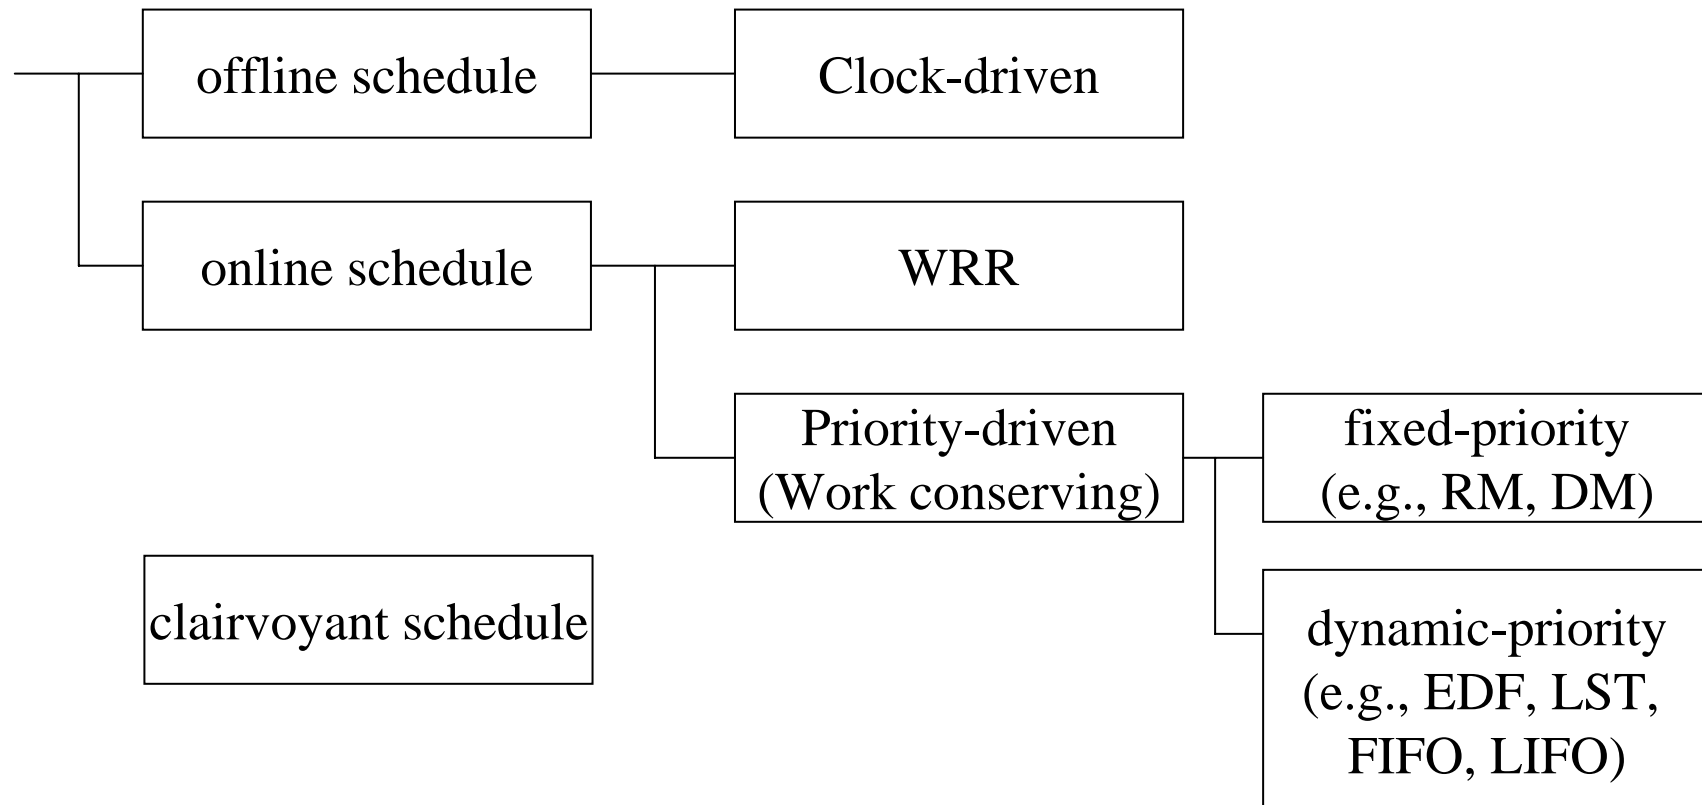 offline schedule
Clock-driven
online schedule
WRR
Priority-driven
(Work conserving)
fixed-priority
(e.g., RM, DM)
clairvoyant schedule
dynamic-priority
(e.g., EDF, LST,
FIFO, LIFO)